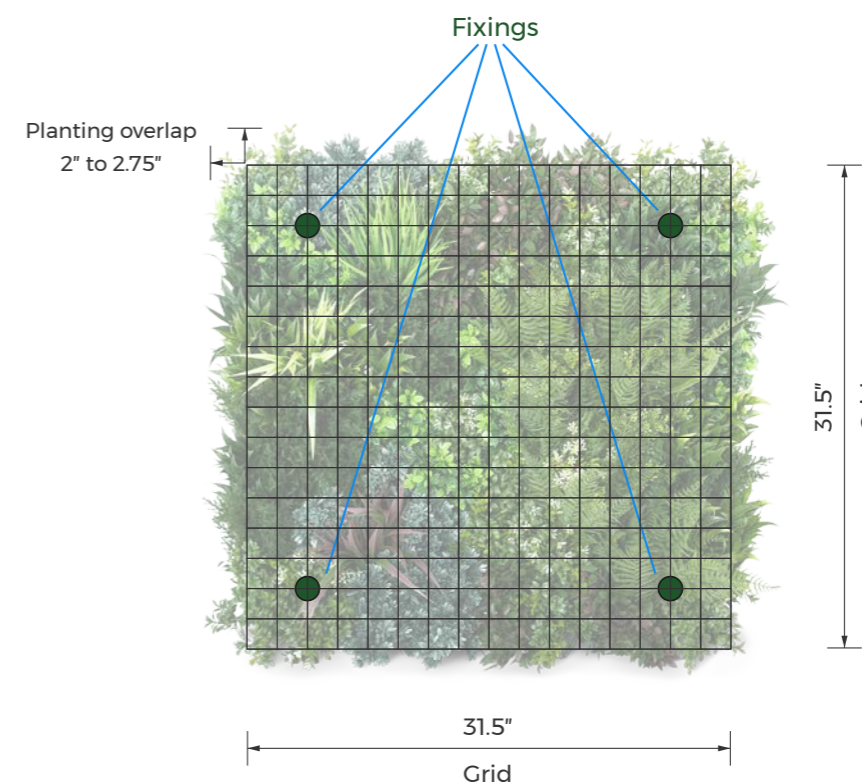 Fixings
Planting overlap
2" to 2.75"
31.5"
31.5"
Grid